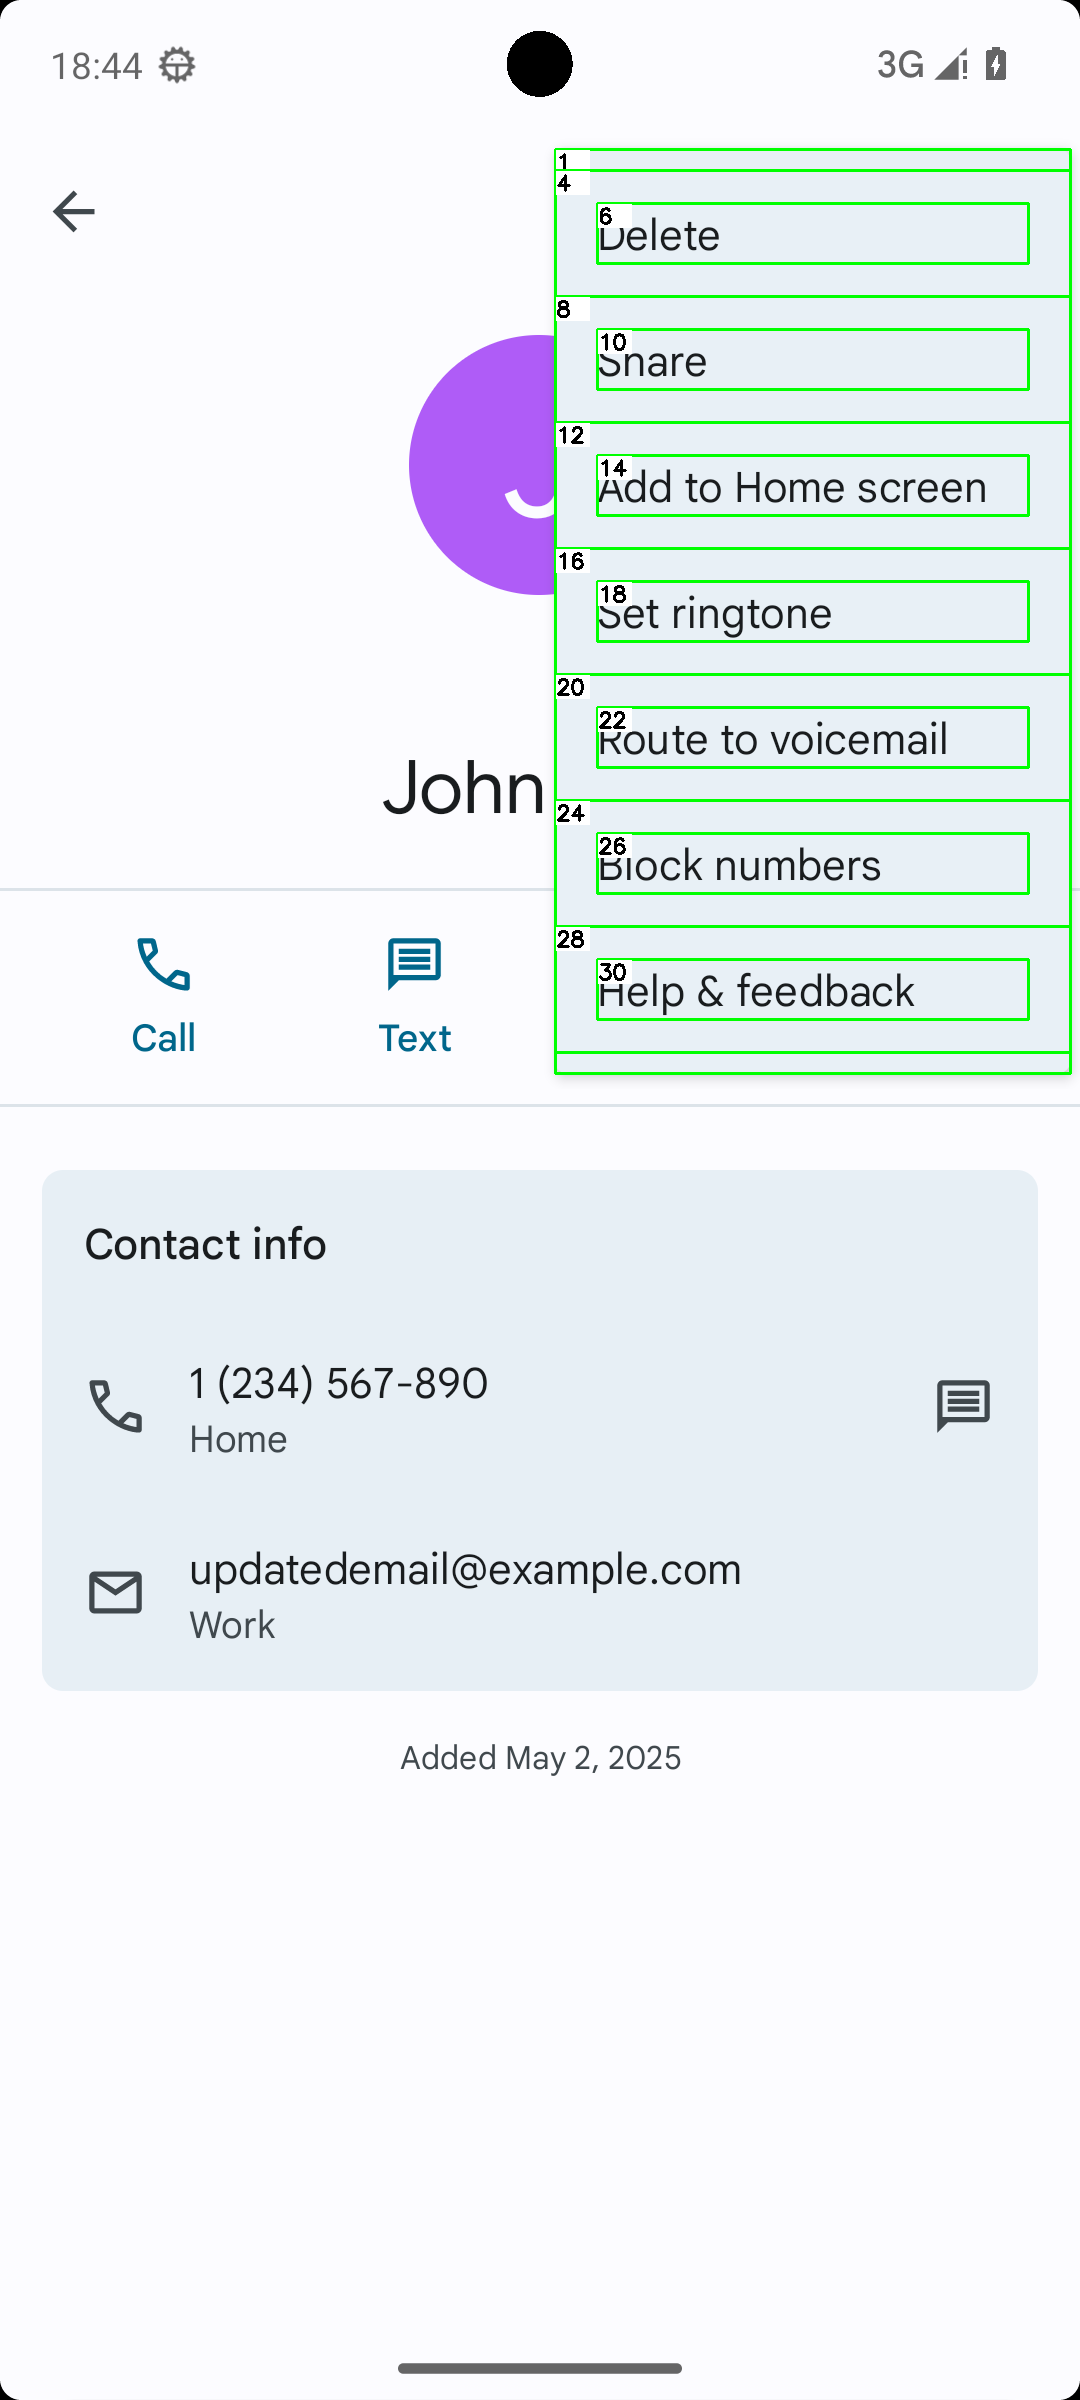 18:44
3G
1
4
6
Delete
8
10
Share
12
14
Add to Home screen
16
18
Set ringtone
20
22
Route to voicemail
John
24
26
Block numbers
28
30
Help & feedback
Call
Text
Contact info
1 (234) 567-890
Home
updatedemail@example.com
Work
Added May 2, 2025